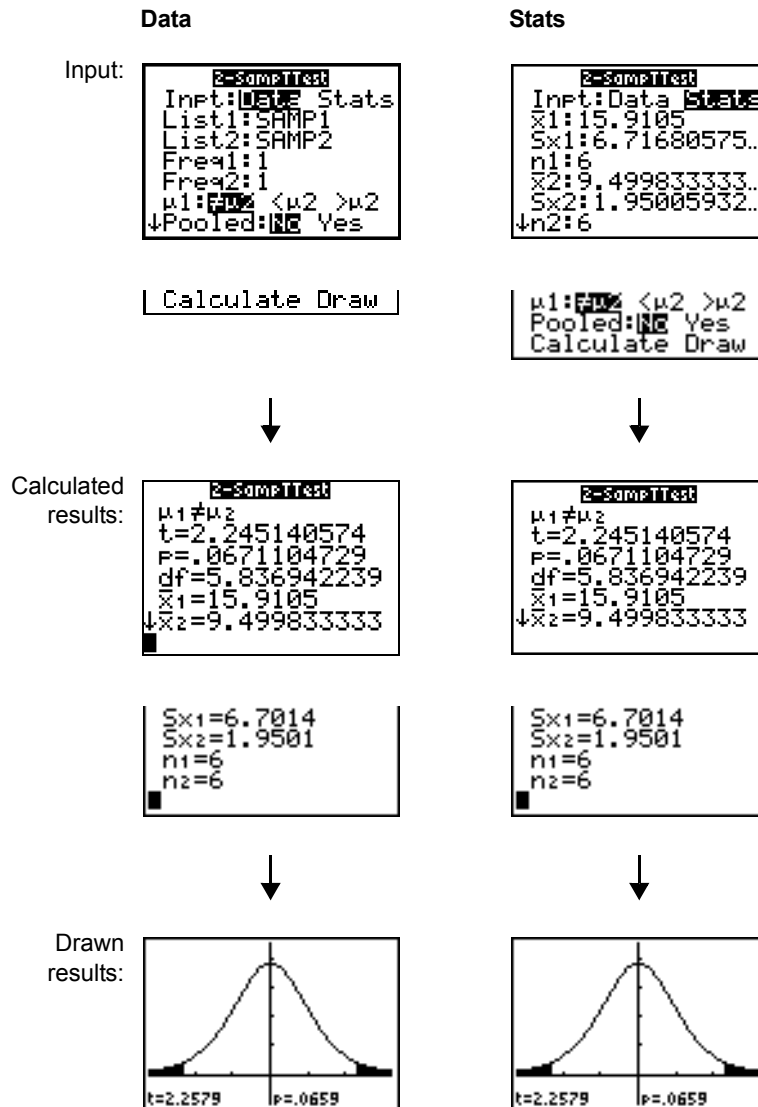 Data Stats
Input:
2-SampTTest
Inpt:Data Stats
List1:SAMP1
List2:SAMP2
Freq1:1
Freq2:1
μ1:≠μ2 <μ2 >μ2
↓Pooled:No Yes
2-SampTTest
Inpt:Data Stats
x̄1:15.9105
Sx1:6.71680575…
n1:6
x̄2:9.499833333…
Sx2:1.95005932…
↓n2:6
Calculate Draw
μ1:≠μ2 <μ2 >μ2
Pooled:No Yes
Calculate Draw
Calculated
results:
2-SampTTest
μ1≠μ2
t=2.245140574
p=.0671104729
df=5.836942239
x̄1=15.9105
↓x̄2=9.499833333
2-SampTTest
μ1≠μ2
t=2.245140574
p=.0671104729
df=5.836942239
x̄1=15.9105
↓x̄2=9.499833333
Sx1=6.7014
Sx2=1.9501
n1=6
n2=6
Sx1=6.7014
Sx2=1.9501
n1=6
n2=6
Drawn
results:
t=2.2579 p=.0659
t=2.2579 p=.0659